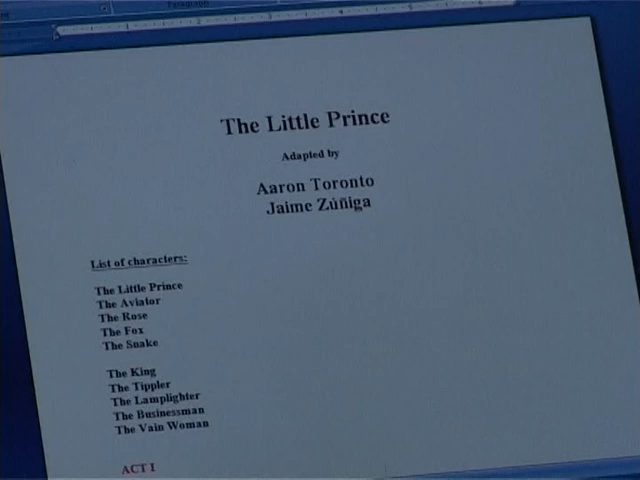 Paragraph
The Little Prince
Adapted by
Aaron Toronto
Jaime Zúñiga
List of characters:
The Little Prince
The Aviator
The Rose
The Fox
The Snake
The King
The Tippler
The Lamplighter
The Businessman
The Vain Woman
ACT I